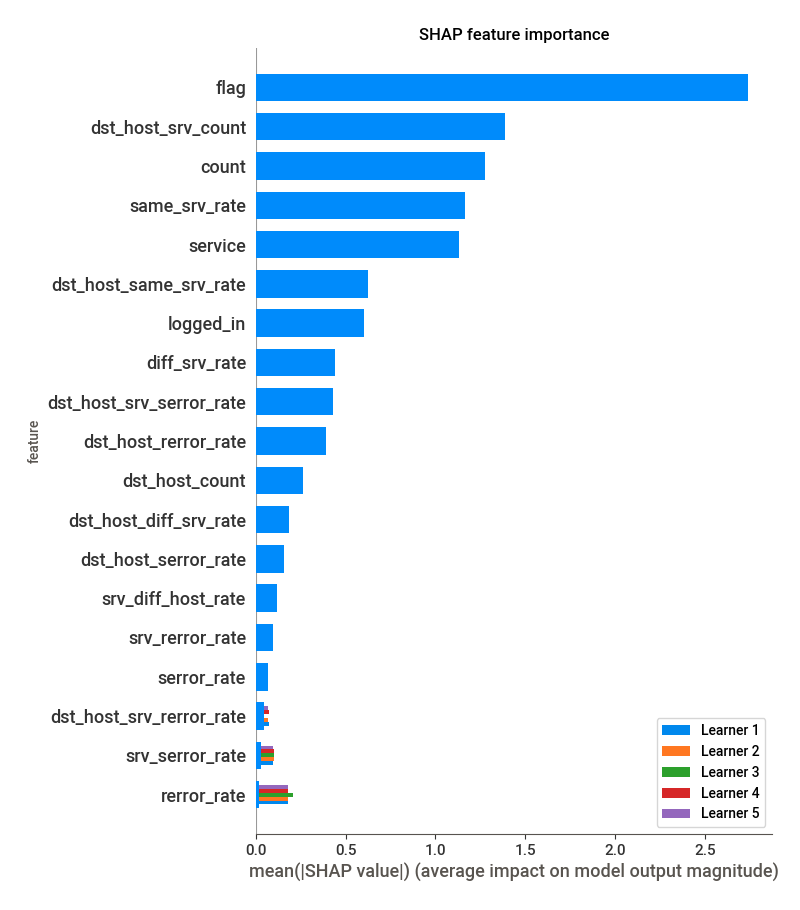 SHAP feature importance
flag
dst_host_srv_count
count
same_srv_rate
service
dst_host_same_srv_rate
logged_in
diff_srv_rate
dst_host_srv_serror_rate
dst_host_rerror_rate
dst_host_count
dst_host_diff_srv_rate
dst_host_serror_rate
srv_diff_host_rate
srv_rerror_rate
serror_rate
dst_host_srv_rerror_rate
srv_serror_rate
rerror_rate
feature
Learner 1
Learner 2
Learner 3
Learner 4
Learner 5
0.0 0.5 1.0 1.5 2.0 2.5
mean(|SHAP value|) (average impact on model output magnitude)